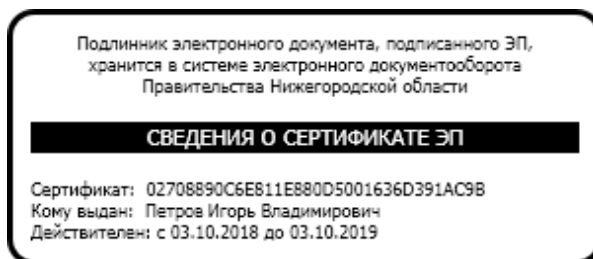 Подлинник электронного документа, подписанного ЭП,
хранится в системе электронного документооборота
Правительства Нижегородской области
СВЕДЕНИЯ О СЕРТИФИКАТЕ ЭП
Сертификат: 02708890C6E811E880D5001636D391AC9B
Кому выдан: Петров Игорь Владимирович
Действителен: с 03.10.2018 до 03.10.2019